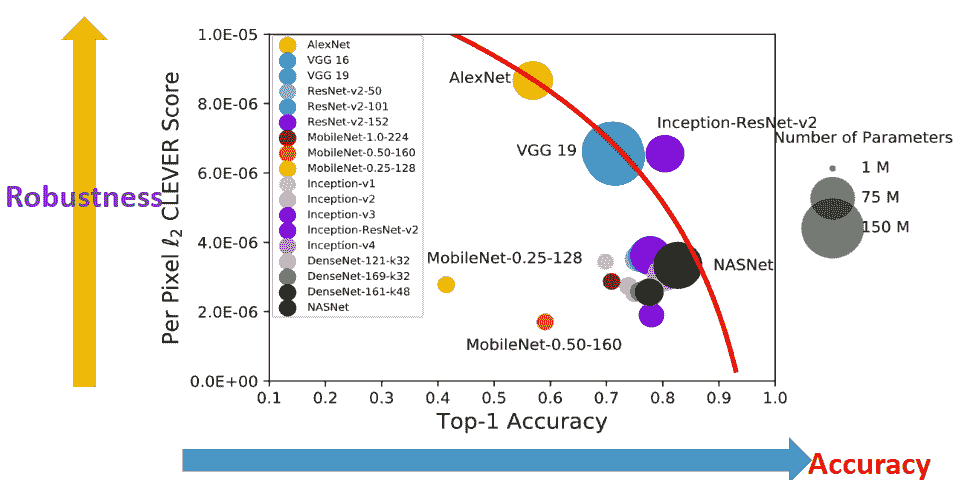 Robustness
Per Pixel ℓ2 CLEVER Score
1.0E-05
8.0E-06
6.0E-06
4.0E-06
2.0E-06
0.0E+00
AlexNet
VGG 16
VGG 19
ResNet-v2-50
ResNet-v2-101
ResNet-v2-152
MobileNet-1.0-224
MobileNet-0.50-160
MobileNet-0.25-128
Inception-v1
Inception-v2
Inception-v3
Inception-ResNet-v2
Inception-v4
DenseNet-121-k32
DenseNet-169-k32
DenseNet-161-k48
NASNet
AlexNet
Inception-ResNet-v2
VGG 19
MobileNet-0.25-128
NASNet
MobileNet-0.50-160
Number of Parameters
1 M
75 M
150 M
0.1 0.2 0.3 0.4 0.5 0.6 0.7 0.8 0.9 1.0
Top-1 Accuracy
Accuracy